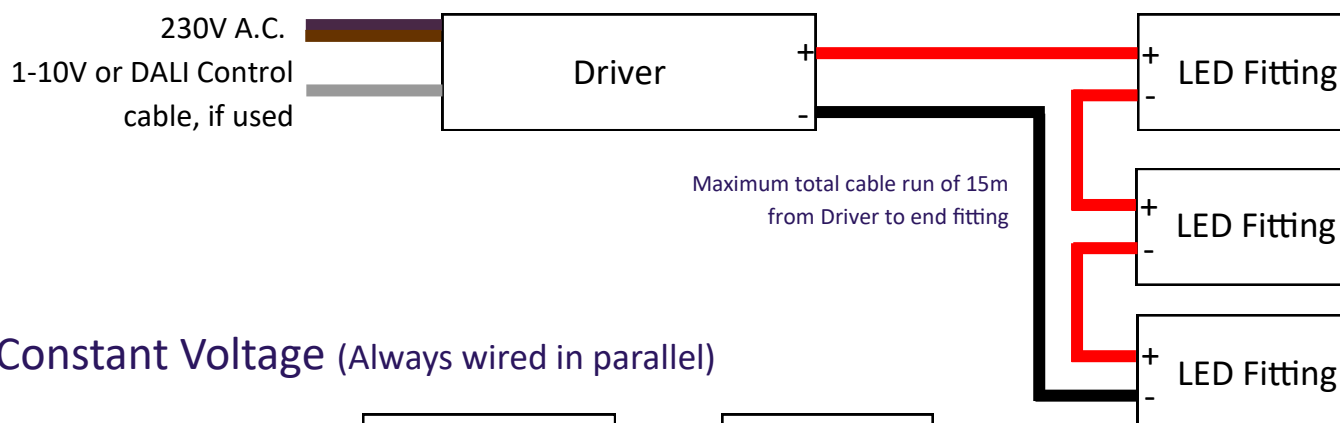 230V A.C.
1-10V or DALI Control
cable, if used
Driver
+
-
+
LED Fitting
-
Maximum total cable run of 15m
from Driver to end fitting
+
LED Fitting
-
Constant Voltage (Always wired in parallel)
+
LED Fitting
-